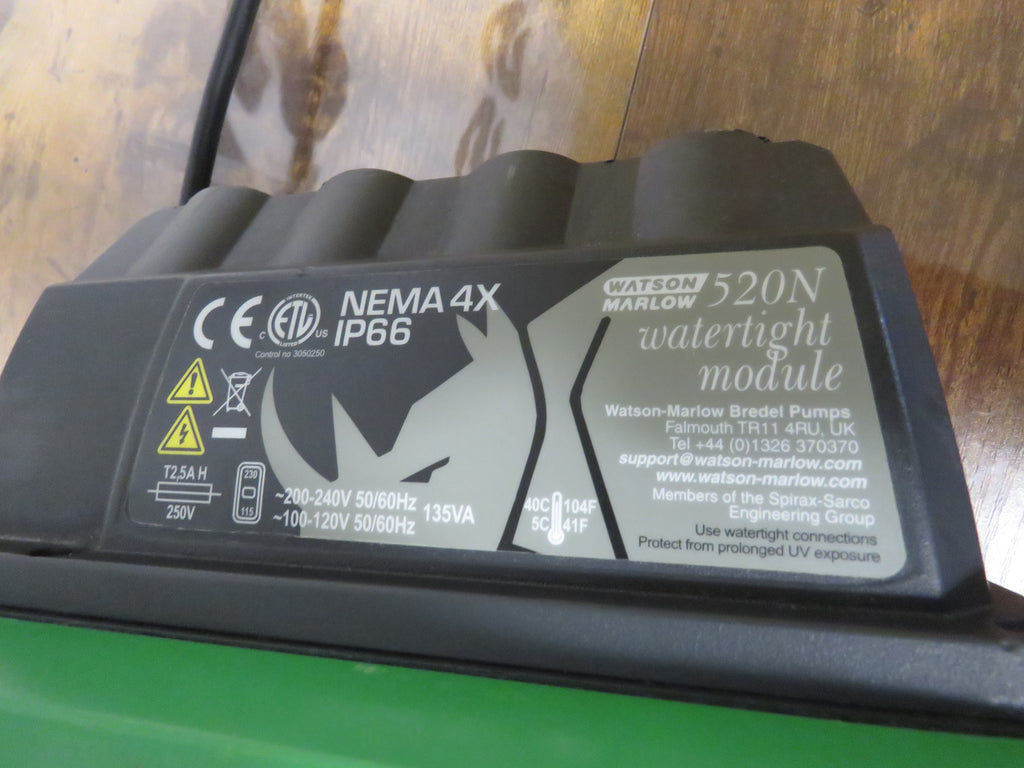 CE
INTERTEK
C ETL US
LISTED
NEMA 4X
IP66
Control no 3050250
T2,5A H
250V
230
115
~200-240V 50/60Hz
~100-120V 50/60Hz
135VA
40C 104F
5C 41F
WATSON
MARLOW
520N
watertight
module
Watson-Marlow Bredel Pumps
Falmouth TR11 4RU, UK
Tel +44 (0)1326 370370
support@watson-marlow.com
www.watson-marlow.com
Members of the Spirax-Sarco
Engineering Group
Use watertight connections
Protect from prolonged UV exposure